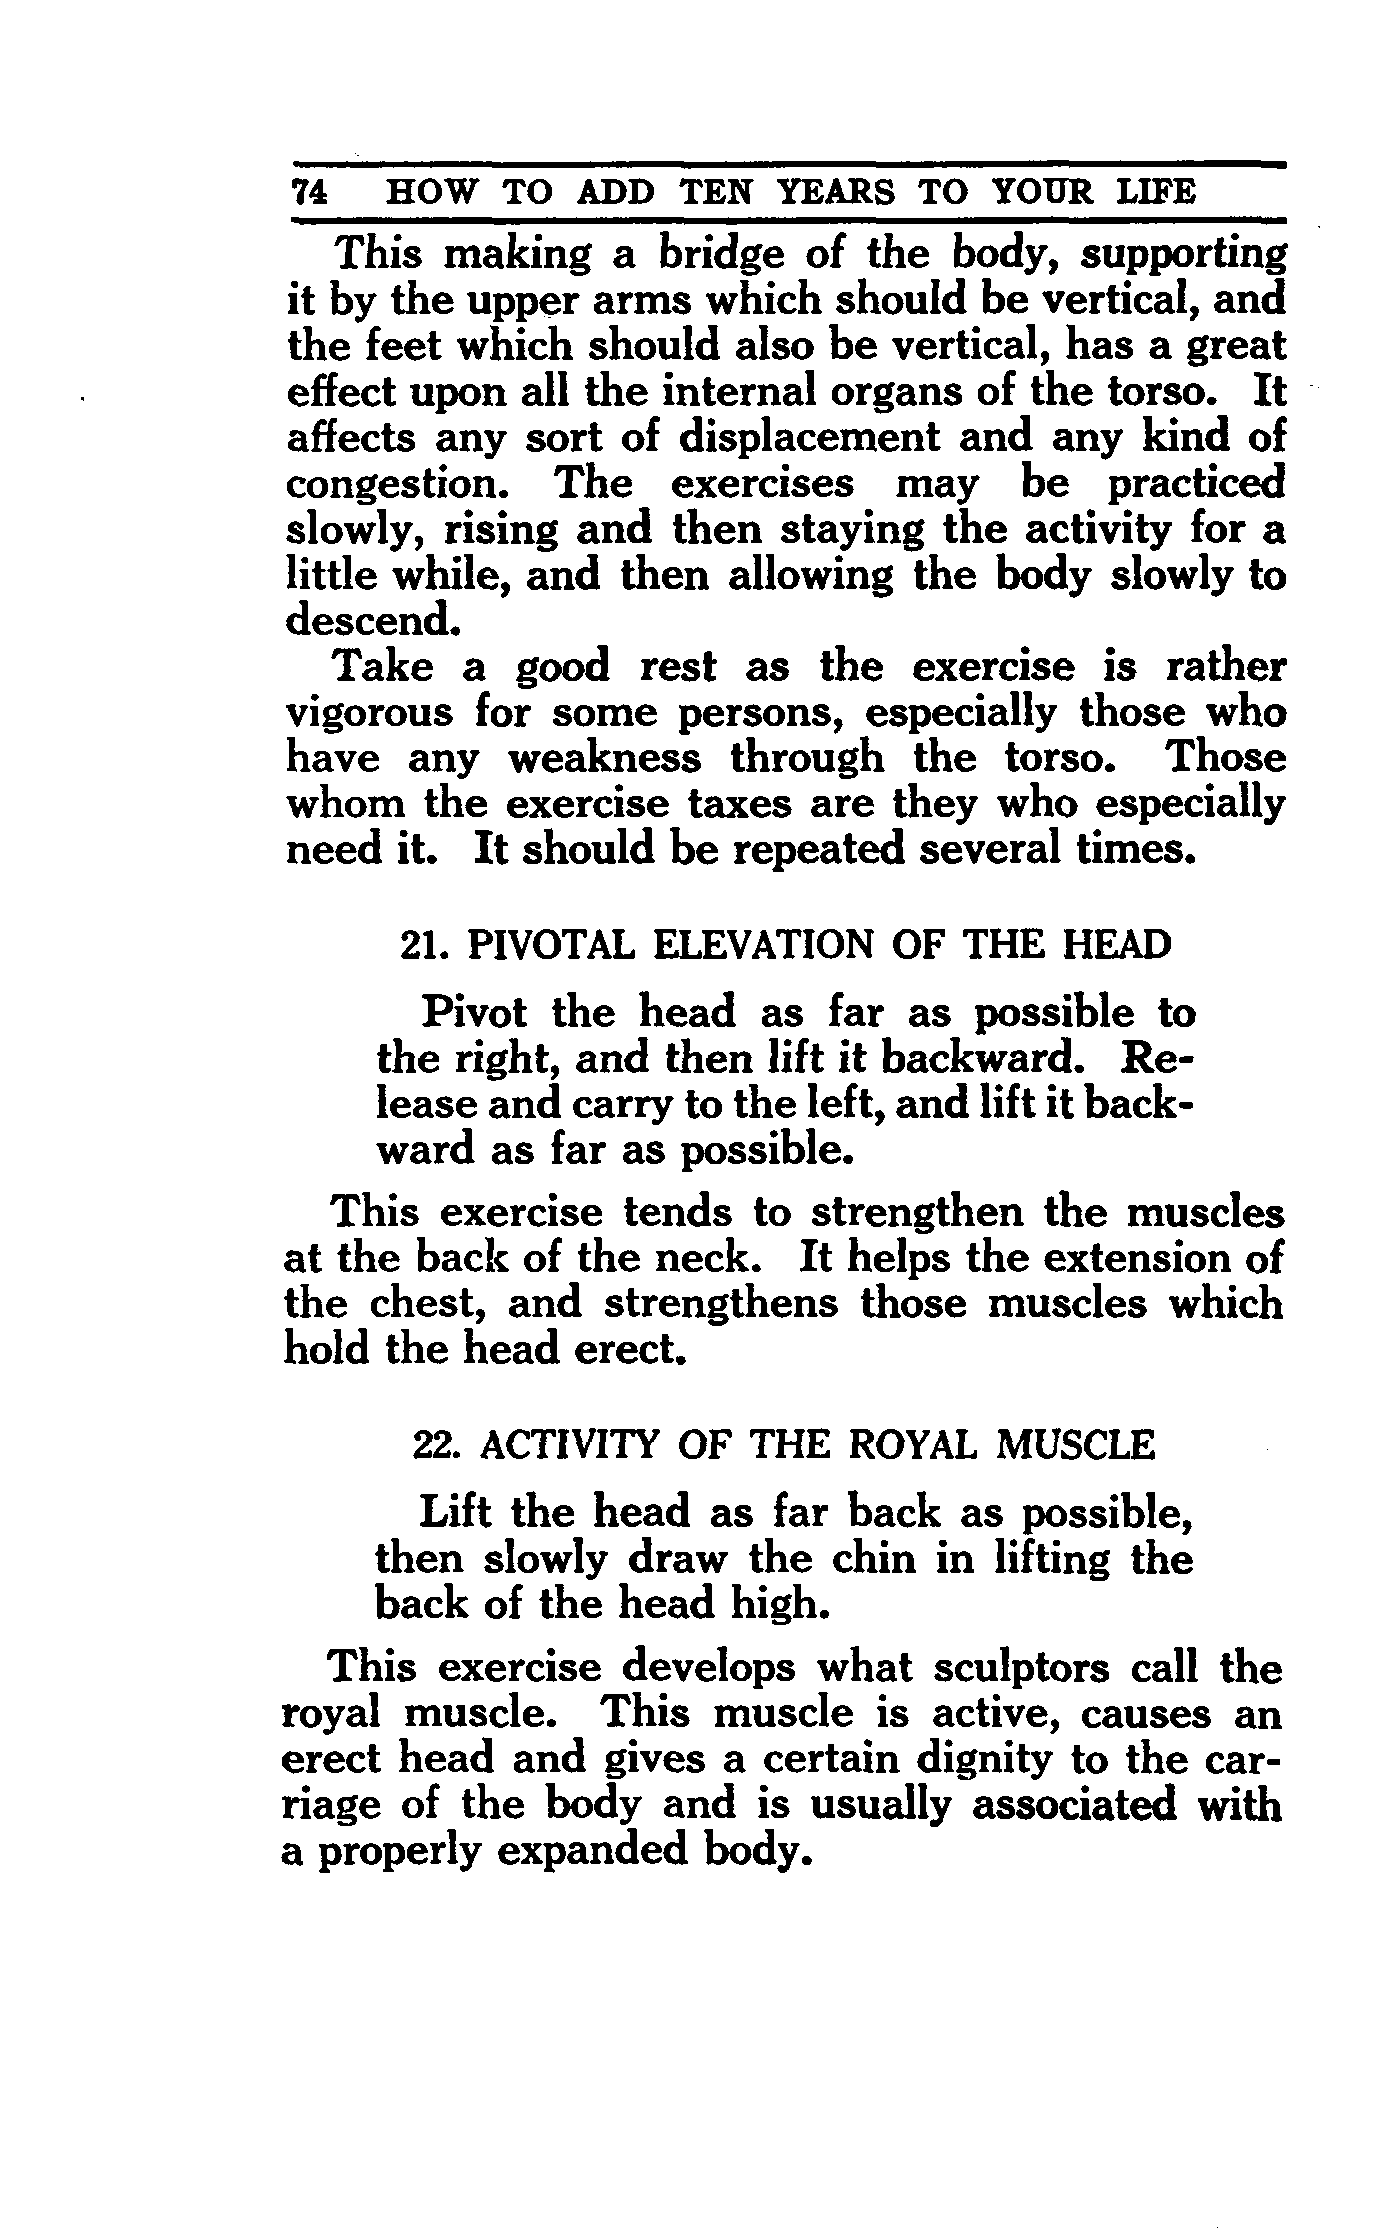 74 HOW TO ADD TEN YEARS TO YOUR LIFE
This making a bridge of the body, supporting
it by the upper arms which should be vertical, and
the feet which should also be vertical, has a great
effect upon all the internal organs of the torso. It
affects any sort of displacement and any kind of
congestion. The exercises may be practiced
slowly, rising and then staying the activity for a
little while, and then allowing the body slowly to
descend.
Take a good rest as the exercise is rather
vigorous for some persons, especially those who
have any weakness through the torso. Those
whom the exercise taxes are they who especially
need it. It should be repeated several times.
21. PIVOTAL ELEVATION OF THE HEAD
Pivot the head as far as possible to
the right, and then lift it backward. Re-
lease and carry to the left, and lift it back-
ward as far as possible.
This exercise tends to strengthen the muscles
at the back of the neck. It helps the extension of
the chest, and strengthens those muscles which
hold the head erect.
22. ACTIVITY OF THE ROYAL MUSCLE
Lift the head as far back as possible,
then slowly draw the chin in lifting the
back of the head high.
This exercise develops what sculptors call the
royal muscle. This muscle is active, causes an
erect head and gives a certain dignity to the car-
riage of the body and is usually associated with
a properly expanded body.